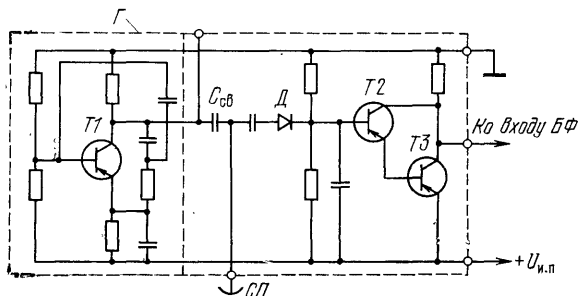 Г
Cсв
Д
T1
T2
T3
Ко входу БФ
+ Uи.п
СП